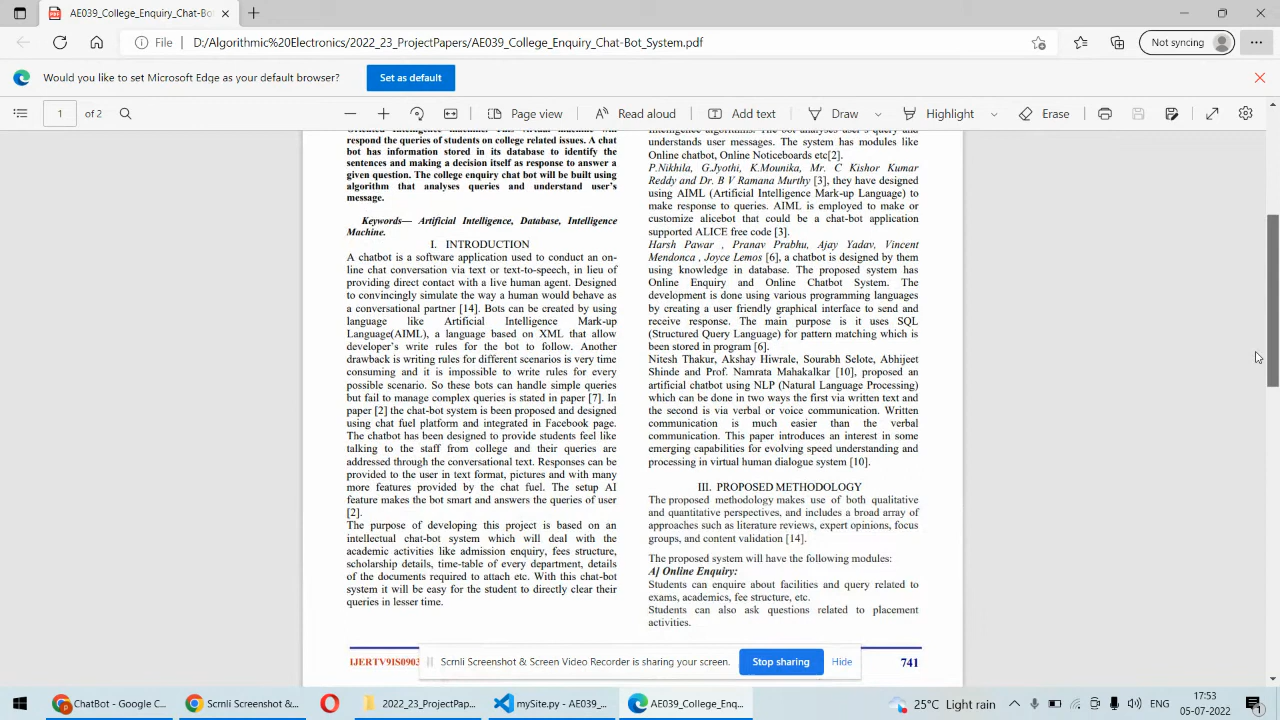 AE039_College_Enquiry_Chat-Bot
File
D:/Algorithmic%20Electronics/2022_23_ProjectPapers/AE039_College_Enquiry_Chat-Bot_System.pdf
Not syncing
Would you like to set Microsoft Edge as your default browser?
Set as default
1 of 2
Page view
Read aloud
Add text
Draw
Highlight
Erase
Oriented Intelligence machine. This virtual machine will
respond the queries of students on college related issues. A chat
bot has information stored in its database to identify the
sentences and making a decision itself as response to answer a
given question. The college enquiry chat bot will be built using
algorithm that analyses queries and understand user's
message.
Keywords— Artificial Intelligence, Database, Intelligence
Machine.
I. INTRODUCTION
A chatbot is a software application used to conduct an on-
line chat conversation via text or text-to-speech, in lieu of
providing direct contact with a live human agent. Designed
to convincingly simulate the way a human would behave as
a conversational partner [14]. Bots can be created by using
language like Artificial Intelligence Mark-up
Language(AIML), a language based on XML that allow
developer's write rules for the bot to follow. Another
drawback is writing rules for different scenarios is very time
consuming and it is impossible to write rules for every
possible scenario. So these bots can handle simple queries
but fail to manage complex queries is stated in paper [7]. In
paper [2] the chat-bot system is been proposed and designed
using chat fuel platform and integrated in Facebook page.
The chatbot has been designed to provide students feel like
talking to the staff from college and their queries are
addressed through the conversational text. Responses can be
provided to the user in text format, pictures and with many
more features provided by the chat fuel. The setup AI
feature makes the bot smart and answers the queries of user
[2].
The purpose of developing this project is based on an
intellectual chat-bot system which will deal with the
academic activities like admission enquiry, fees structure,
scholarship details, time-table of every department, details
of the documents required to attach etc. With this chat-bot
system it will be easy for the student to directly clear their
queries in lesser time.
intelligence algorithms. The bot analyses user's query and
understands user messages. The system has modules like
Online chatbot, Online Noticeboards etc[2].
P.Nikhila, G.Jyothi, K.Mounika, Mr. C Kishor Kumar
Reddy and Dr. B V Ramana Murthy [3], they have designed
using AIML (Artificial Intelligence Mark-up Language) to
make response to queries. AIML is employed to make or
customize alicebot that could be a chat-bot application
supported ALICE free code [3].
Harsh Pawar , Pranav Prabhu, Ajay Yadav, Vincent
Mendonca , Joyce Lemos [6], a chatbot is designed by them
using knowledge in database. The proposed system has
Online Enquiry and Online Chatbot System. The
development is done using various programming languages
by creating a user friendly graphical interface to send and
receive response. The main purpose is it uses SQL
(Structured Query Language) for pattern matching which is
been stored in program [6].
Nitesh Thakur, Akshay Hiwrale, Sourabh Selote, Abhijeet
Shinde and Prof. Namrata Mahakalkar [10], proposed an
artificial chatbot using NLP (Natural Language Processing)
which can be done in two ways the first via written text and
the second is via verbal or voice communication. Written
communication is much easier than the verbal
communication. This paper introduces an interest in some
emerging capabilities for evolving speed understanding and
processing in virtual human dialogue system [10].
III. PROPOSED METHODOLOGY
The proposed methodology makes use of both qualitative
and quantitative perspectives, and includes a broad array of
approaches such as literature reviews, expert opinions, focus
groups, and content validation [14].
The proposed system will have the following modules:
A] Online Enquiry:
Students can enquire about facilities and query related to
exams, academics, fee structure, etc.
Students can also ask questions related to placement
activities.
IJERTV9IS0903
741
Scrnli Screenshot & Screen Video Recorder is sharing your screen.
Stop sharing
Hide
ChatBot - Google C...
Scrnli Screenshot &...
2022_23_ProjectPap...
mySite.py - AE039_...
AE039_College_Enq...
25°C Light rain
ENG
17:53
05-07-2022
1